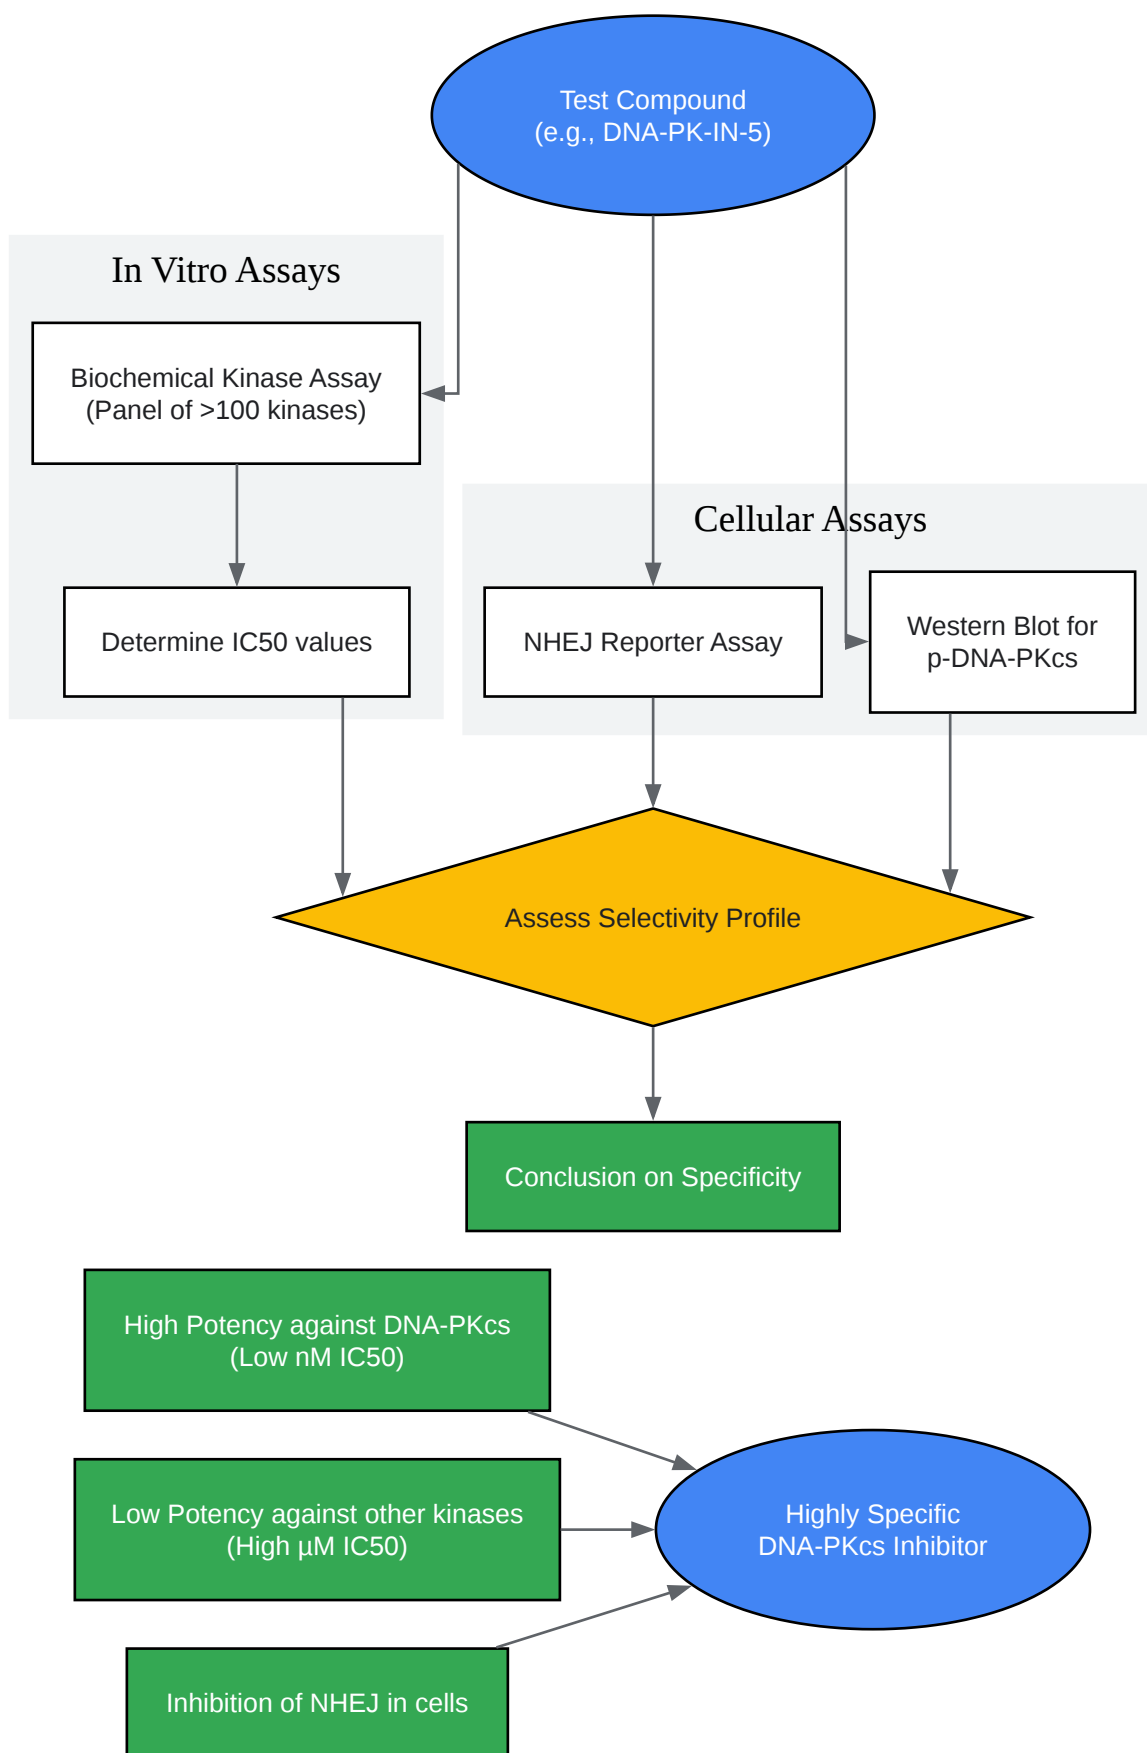 Test Compound
(e.g., DNA-PK-IN-5)
In Vitro Assays
Biochemical Kinase Assay
(Panel of >100 kinases)
Determine IC50 values
Cellular Assays
NHEJ Reporter Assay
Western Blot for
p-DNA-PKcs
Assess Selectivity Profile
Conclusion on Specificity
High Potency against DNA-PKcs
(Low nM IC50)
Low Potency against other kinases
(High µM IC50)
Highly Specific
DNA-PKcs Inhibitor
Inhibition of NHEJ in cells